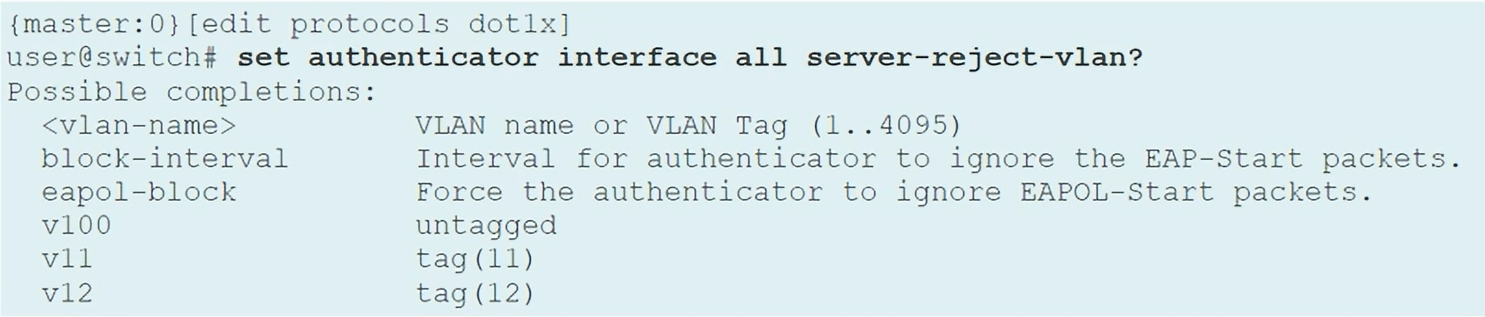 {master:0}[edit protocols dot1x]
user@switch# set authenticator interface all server-reject-vlan?
Possible completions:
<vlan-name> VLAN name or VLAN Tag (1..4095)
block-interval Interval for authenticator to ignore the EAP-Start packets.
eapol-block Force the authenticator to ignore EAPOL-Start packets.
v100 untagged
v11 tag(11)
v12 tag(12)